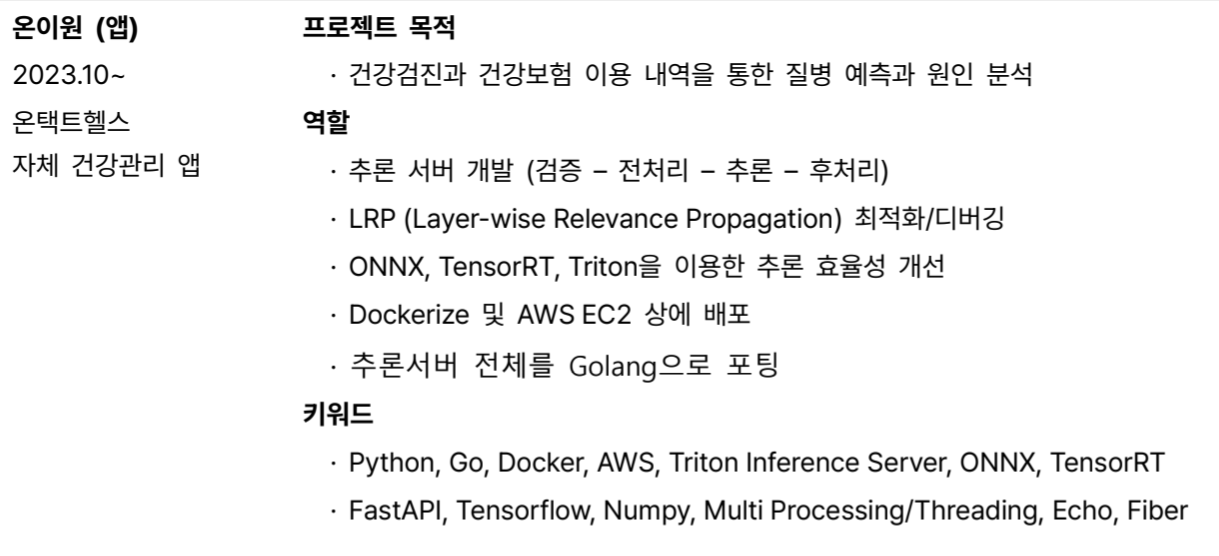 온이원 (앱)
2023.10~
온택트헬스
자체 건강관리 앱
프로젝트 목적
· 건강검진과 건강보험 이용 내역을 통한 질병 예측과 원인 분석
역할
· 추론 서버 개발 (검증 – 전처리 – 추론 – 후처리)
· LRP (Layer-wise Relevance Propagation) 최적화/디버깅
· ONNX, TensorRT, Triton을 이용한 추론 효율성 개선
· Dockerize 및 AWS EC2 상에 배포
· 추론서버 전체를 Golang으로 포팅
키워드
· Python, Go, Docker, AWS, Triton Inference Server, ONNX, TensorRT
· FastAPI, Tensorflow, Numpy, Multi Processing/Threading, Echo, Fiber